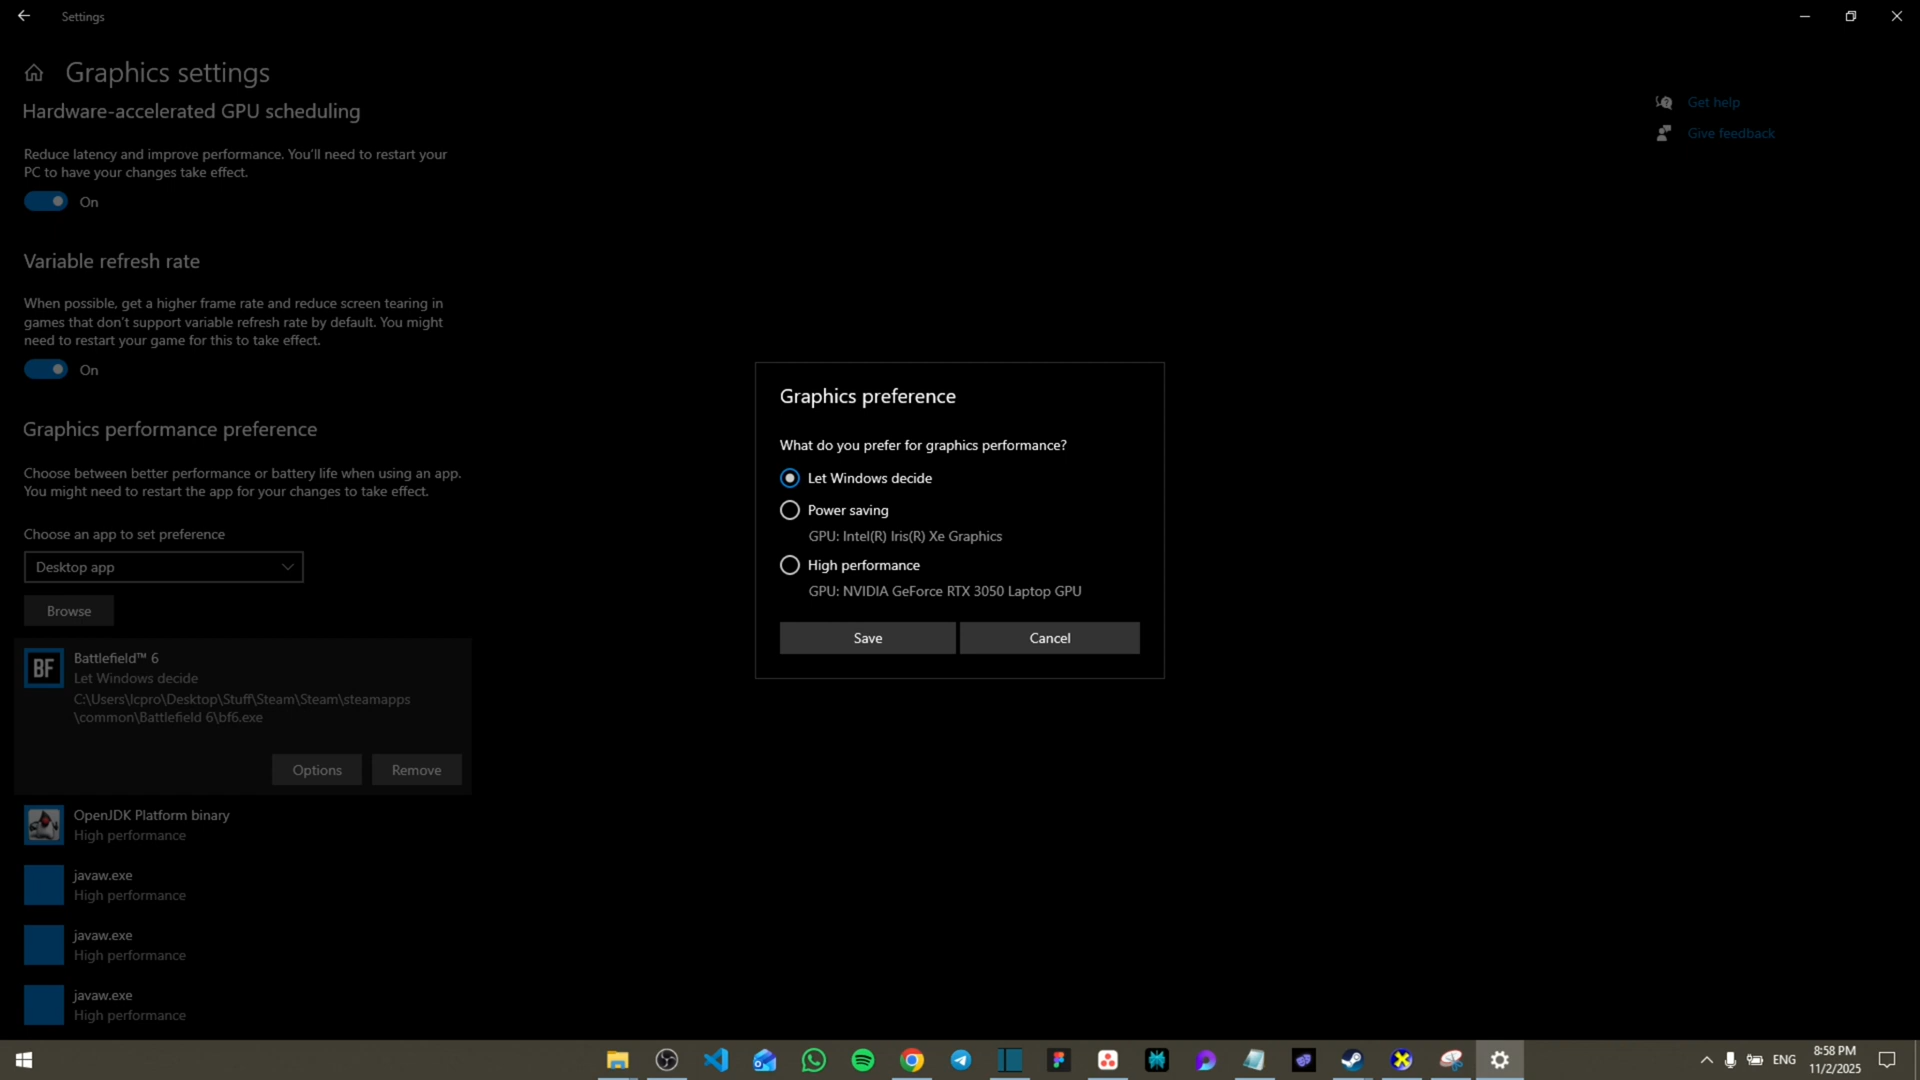 Settings
Graphics settings
Hardware-accelerated GPU scheduling
Reduce latency and improve performance. You'll need to restart your
PC to have your changes take effect.
On
Variable refresh rate
When possible, get a higher frame rate and reduce screen tearing in
games that don't support variable refresh rate by default. You might
need to restart your game for this to take effect.
On
Graphics performance preference
Choose between better performance or battery life when using an app.
You might need to restart the app for your changes to take effect.
Choose an app to set preference
Desktop app
Browse
BF
Battlefield™ 6
Let Windows decide
C:\Users\lcpro\Desktop\Stuff\Steam\Steam\steamapps
\common\Battlefield 6\bf6.exe
Options
Remove
OpenJDK Platform binary
High performance
javaw.exe
High performance
javaw.exe
High performance
javaw.exe
High performance
Get help
Give feedback
Graphics preference
What do you prefer for graphics performance?
Let Windows decide
Power saving
GPU: Intel(R) Iris(R) Xe Graphics
High performance
GPU: NVIDIA GeForce RTX 3050 Laptop GPU
Save
Cancel
ENG
8:58 PM
11/2/2025